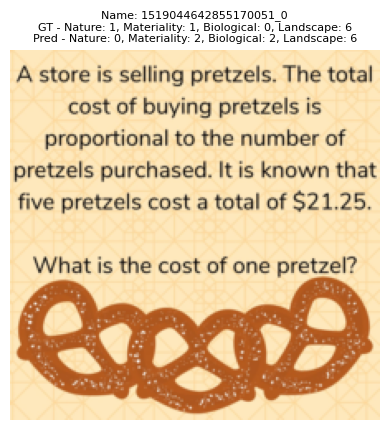 Name: 1519044642855170051_0
GT - Nature: 1, Materiality: 1, Biological: 0, Landscape: 6
Pred - Nature: 0, Materiality: 2, Biological: 2, Landscape: 6
A store is selling pretzels. The total
cost of buying pretzels is
proportional to the number of
pretzels purchased. It is known that
five pretzels cost a total of $21.25.
What is the cost of one pretzel?